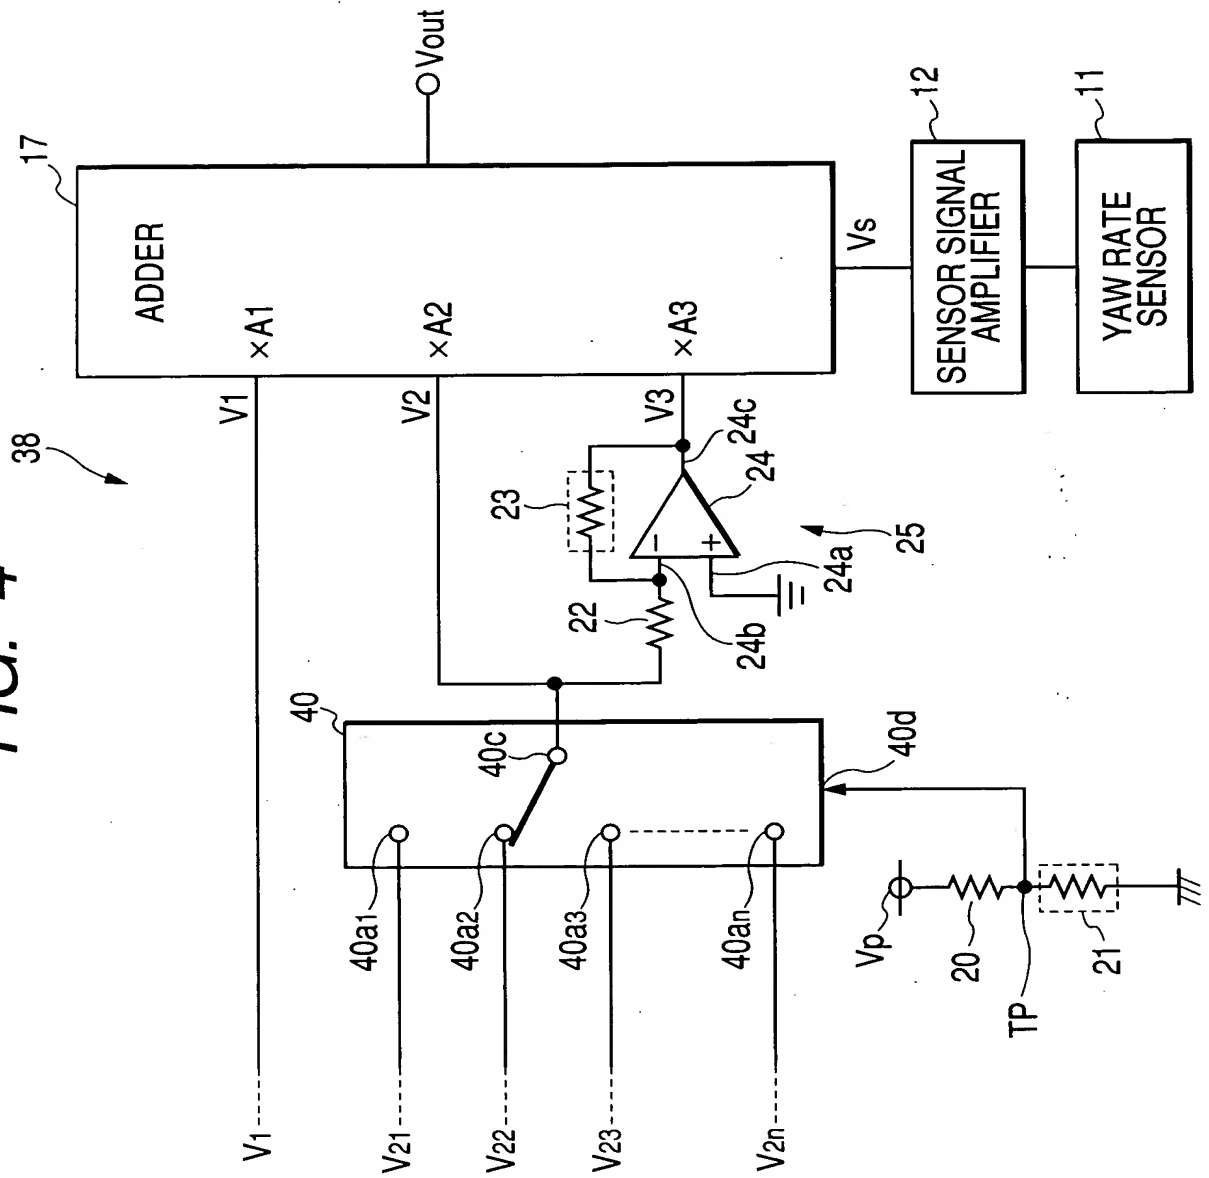 FIG. 4
38
17
ADDER
×A1
×A2
×A3
V1
V2
V3
Vout
Vs
12
SENSOR SIGNAL
AMPLIFIER
11
YAW RATE
SENSOR
23
22
24
24a
24b
24c
25
40
40c
40d
40a1
40a2
40a3
40an
V1
V21
V22
V23
V2n
Vp
20
21
TP